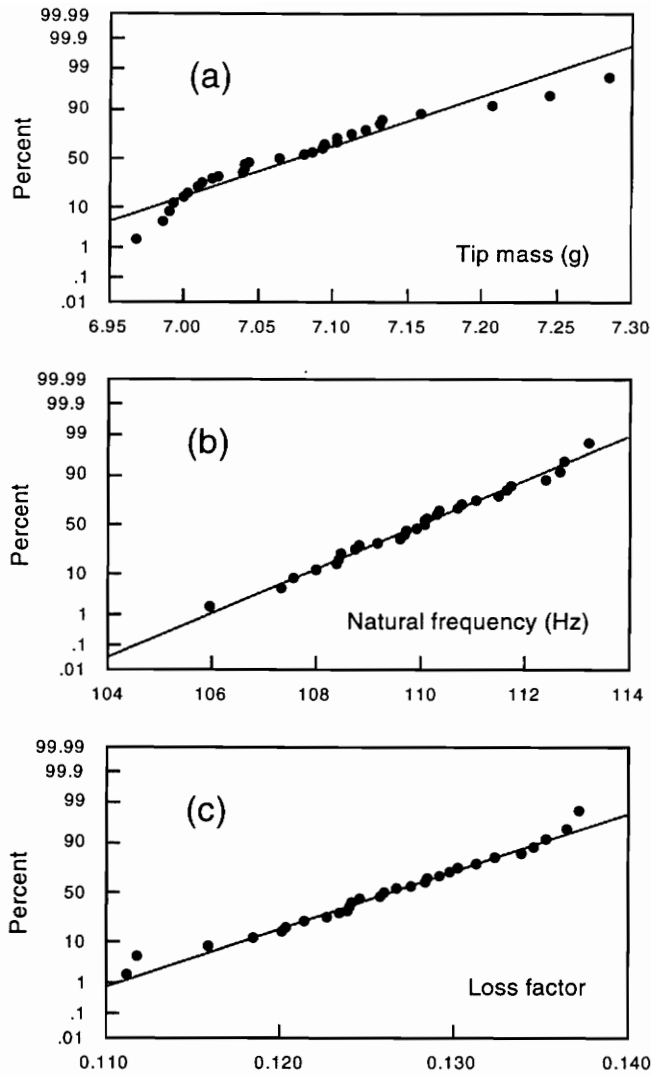 99.99
99.9
(a)
99
90
50
10
1
.1
.01
Percent
Tip mass (g)
6.95 7.00 7.05 7.10 7.15 7.20 7.25 7.30
99.99
99.9
(b)
99
90
50
10
1
.1
.01
Natural frequency (Hz)
104 106 108 110 112 114
99.99
99.9
(c)
99
90
50
10
1
.1
.01
Percent
Loss factor
0.110 0.120 0.130 0.140